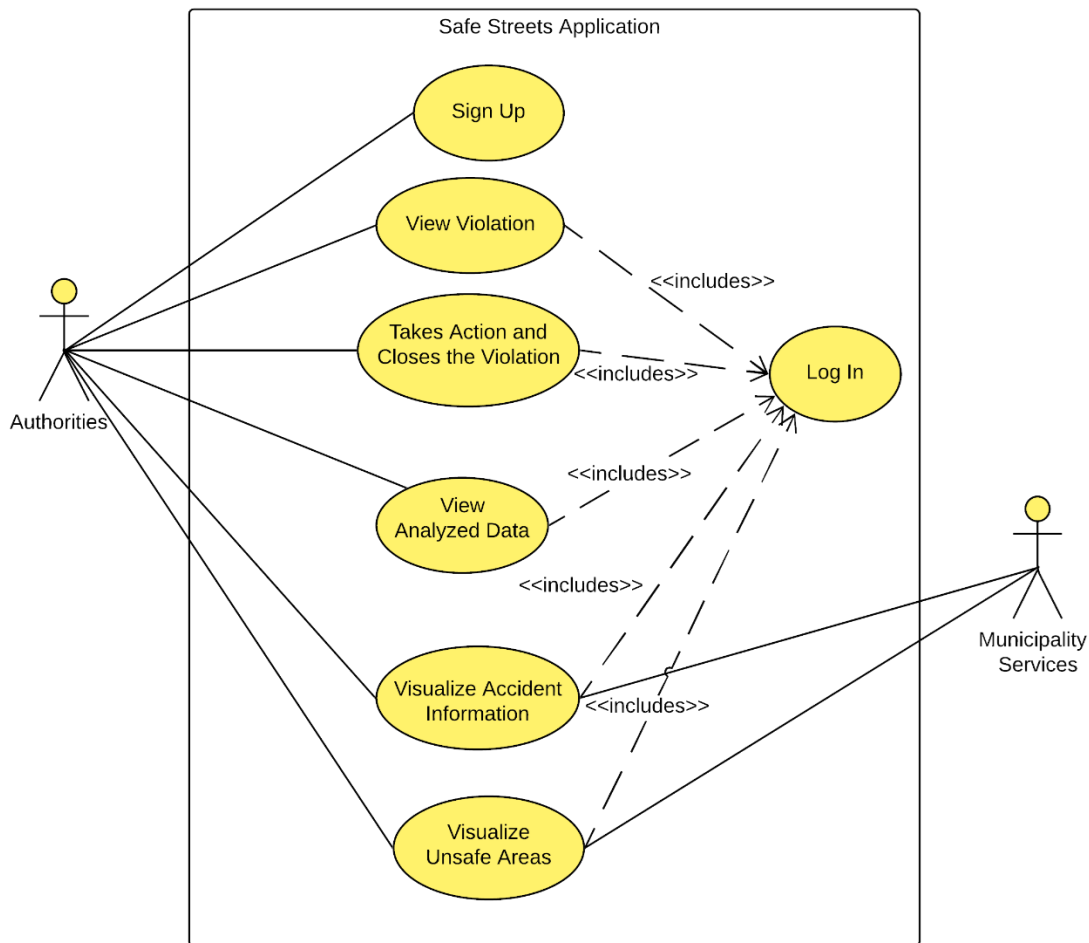 Safe Streets Application
Sign Up
View Violation
<<includes>>
Takes Action and
Closes the Violation
<<includes>>
Log In
Authorities
View
Analyzed Data
<<includes>>
<<includes>>
Municipality
Services
Visualize Accident
Information
<<includes>>
Visualize
Unsafe Areas